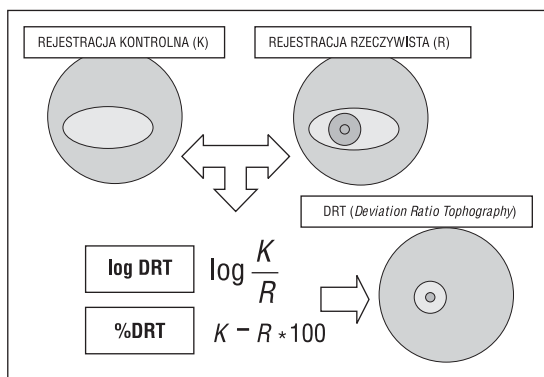 REJESTRACJA KONTROLNA (K)
REJESTRACJA RZECZYWISTA (R)
DRT (Deviation Ratio Tophography)
log DRT
log K/R
%DRT
K − R * 100